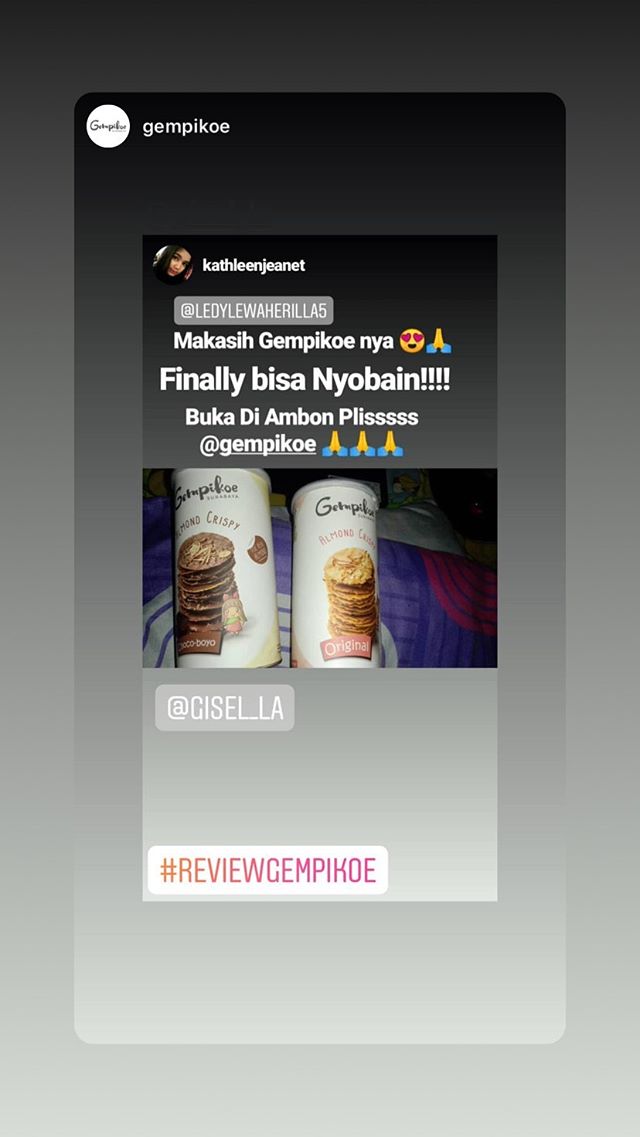 Gempikoe
gempikoe
kathleenjeanet
@LEDYLEWAHERILLA5
Makasih Gempikoe nya 😍🙏
Finally bisa Nyobain!!!!
Buka Di Ambon Plisssss
@gempikoe 🙏🙏🙏
Gempikoe
SURABAYA
ALMOND CRISPY
Choco-boyo
Gempikoe
SURABAYA
ALMOND CRISPY
Original
@GISEL_LA
#REVIEWGEMPIKOE